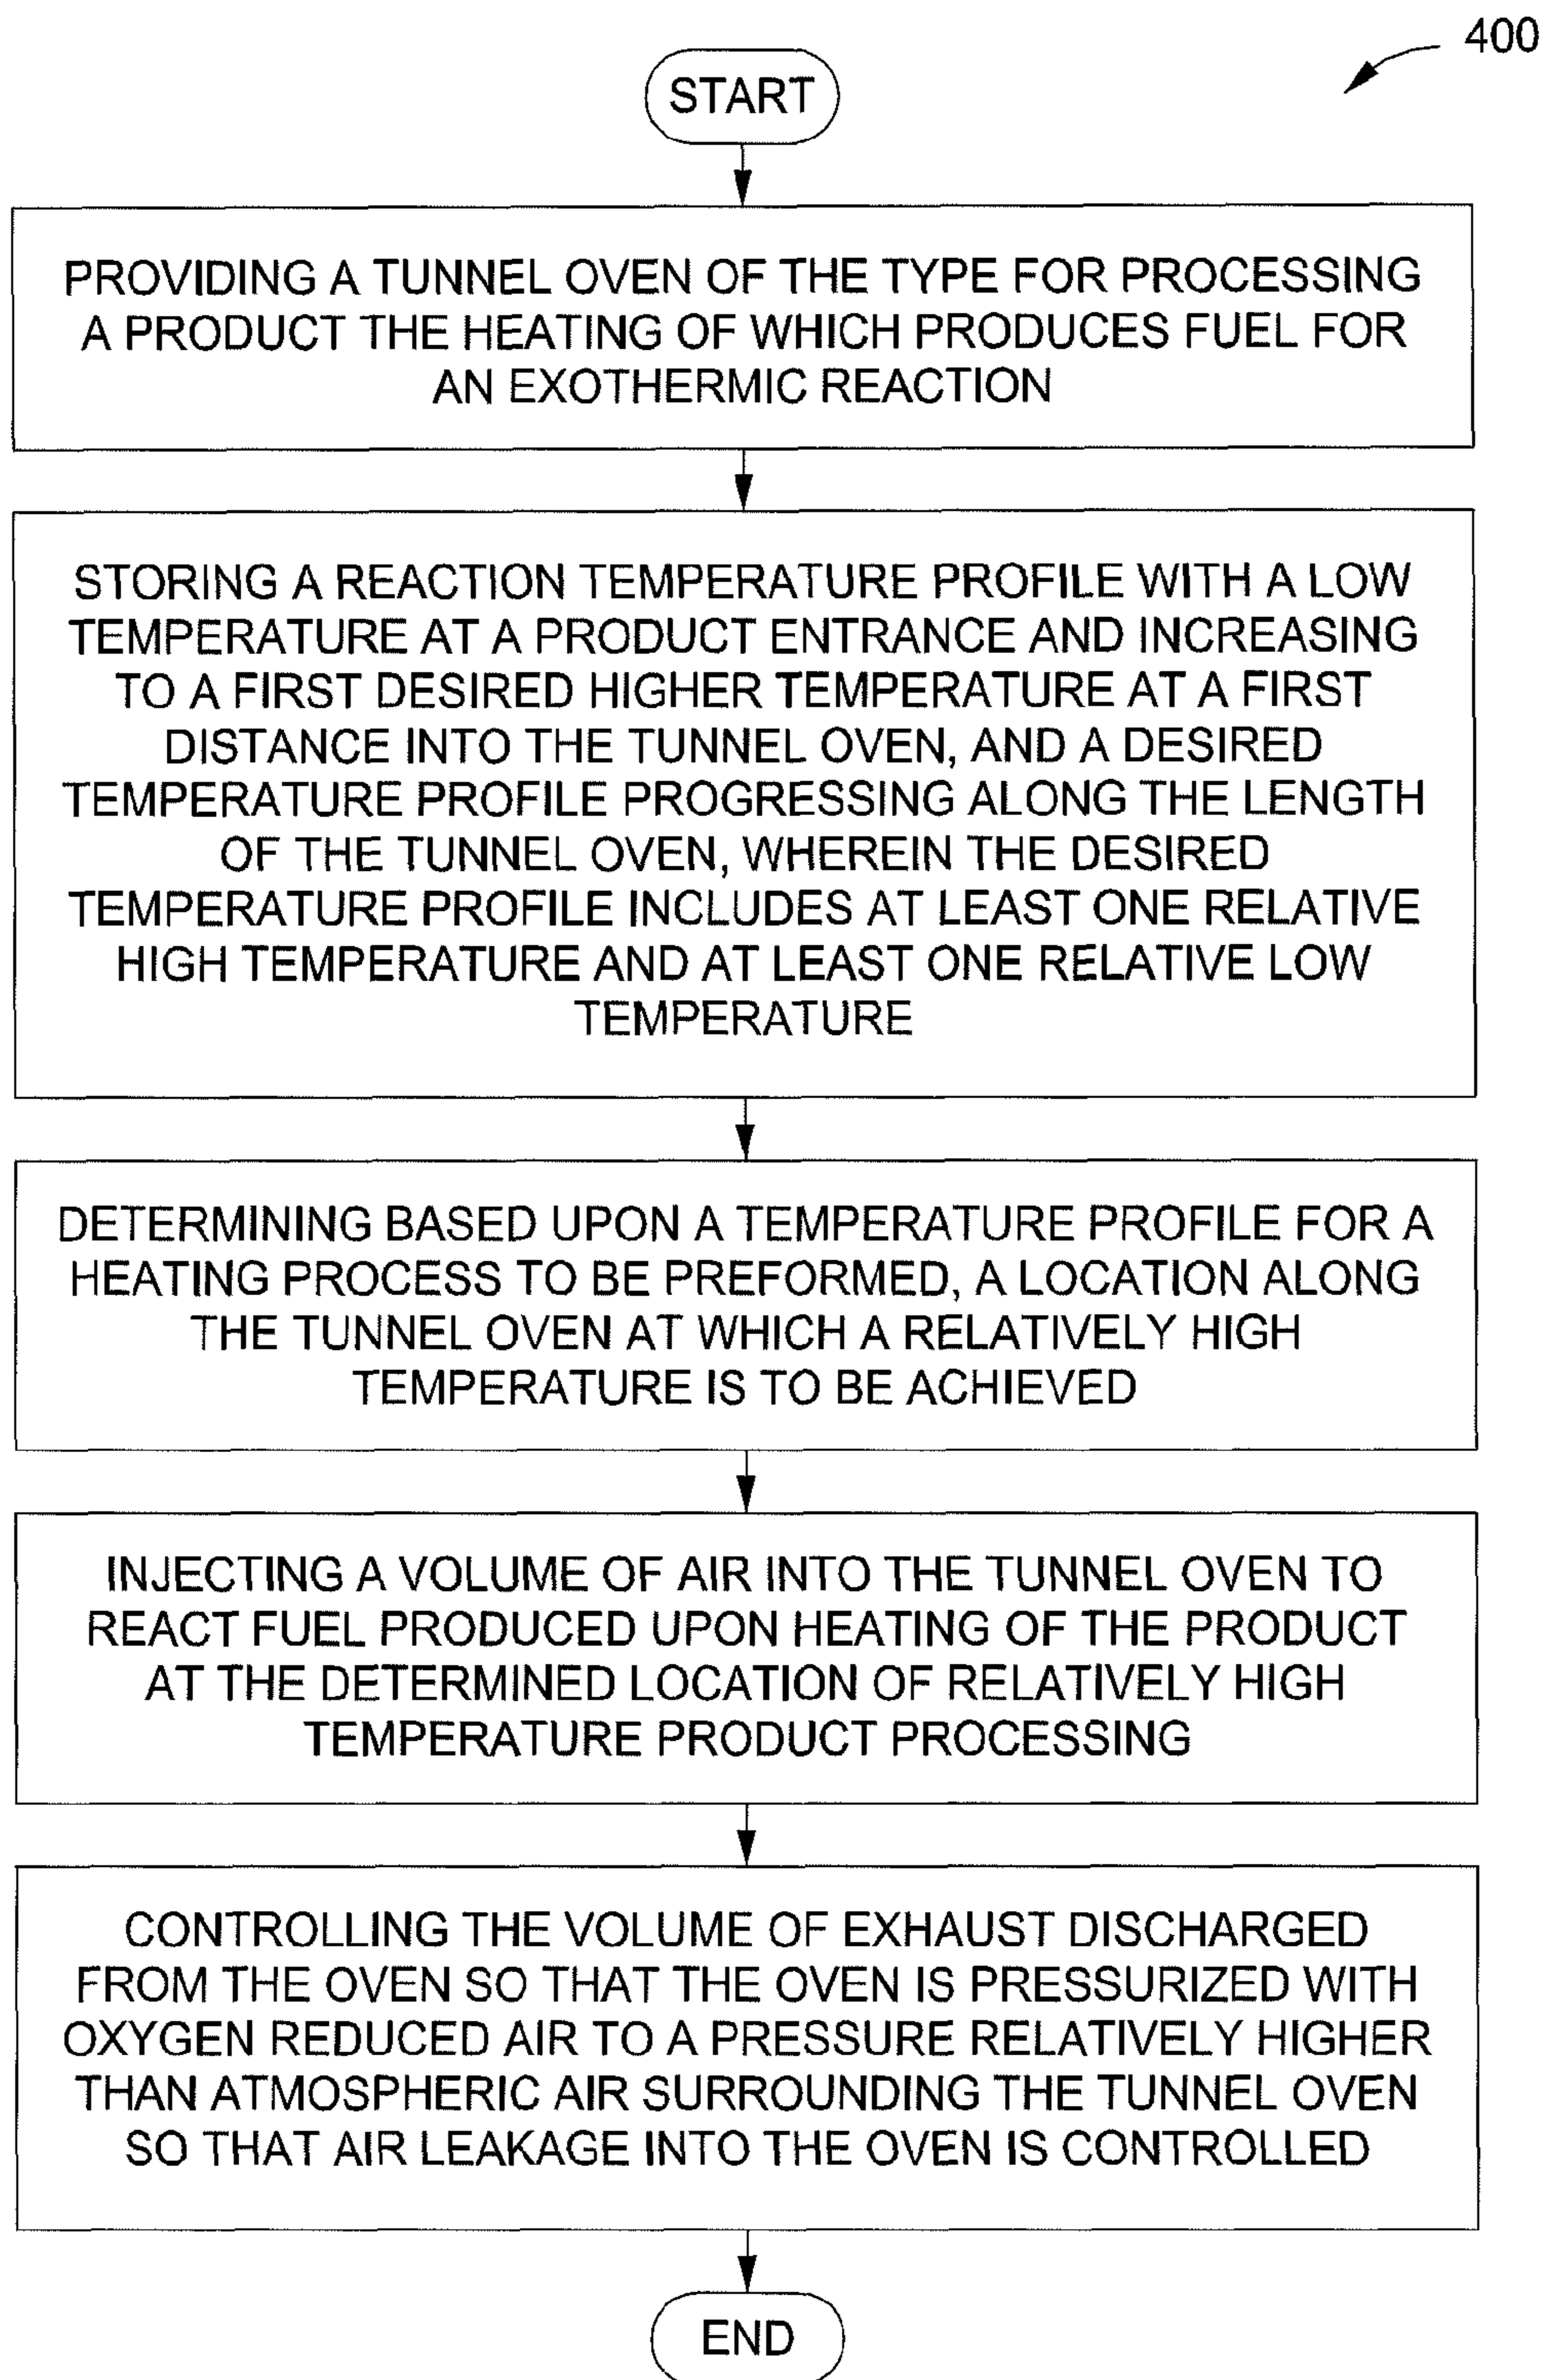 400
START
PROVIDING A TUNNEL OVEN OF THE TYPE FOR PROCESSING
A PRODUCT THE HEATING OF WHICH PRODUCES FUEL FOR
AN EXOTHERMIC REACTION
STORING A REACTION TEMPERATURE PROFILE WITH A LOW
TEMPERATURE AT A PRODUCT ENTRANCE AND INCREASING
TO A FIRST DESIRED HIGHER TEMPERATURE AT A FIRST
DISTANCE INTO THE TUNNEL OVEN, AND A DESIRED
TEMPERATURE PROFILE PROGRESSING ALONG THE LENGTH
OF THE TUNNEL OVEN, WHEREIN THE DESIRED
TEMPERATURE PROFILE INCLUDES AT LEAST ONE RELATIVE
HIGH TEMPERATURE AND AT LEAST ONE RELATIVE LOW
TEMPERATURE
DETERMINING BASED UPON A TEMPERATURE PROFILE FOR A
HEATING PROCESS TO BE PREFORMED, A LOCATION ALONG
THE TUNNEL OVEN AT WHICH A RELATIVELY HIGH
TEMPERATURE IS TO BE ACHIEVED
INJECTING A VOLUME OF AIR INTO THE TUNNEL OVEN TO
REACT FUEL PRODUCED UPON HEATING OF THE PRODUCT
AT THE DETERMINED LOCATION OF RELATIVELY HIGH
TEMPERATURE PRODUCT PROCESSING
CONTROLLING THE VOLUME OF EXHAUST DISCHARGED
FROM THE OVEN SO THAT THE OVEN IS PRESSURIZED WITH
OXYGEN REDUCED AIR TO A PRESSURE RELATIVELY HIGHER
THAN ATMOSPHERIC AIR SURROUNDING THE TUNNEL OVEN
SO THAT AIR LEAKAGE INTO THE OVEN IS CONTROLLED
END